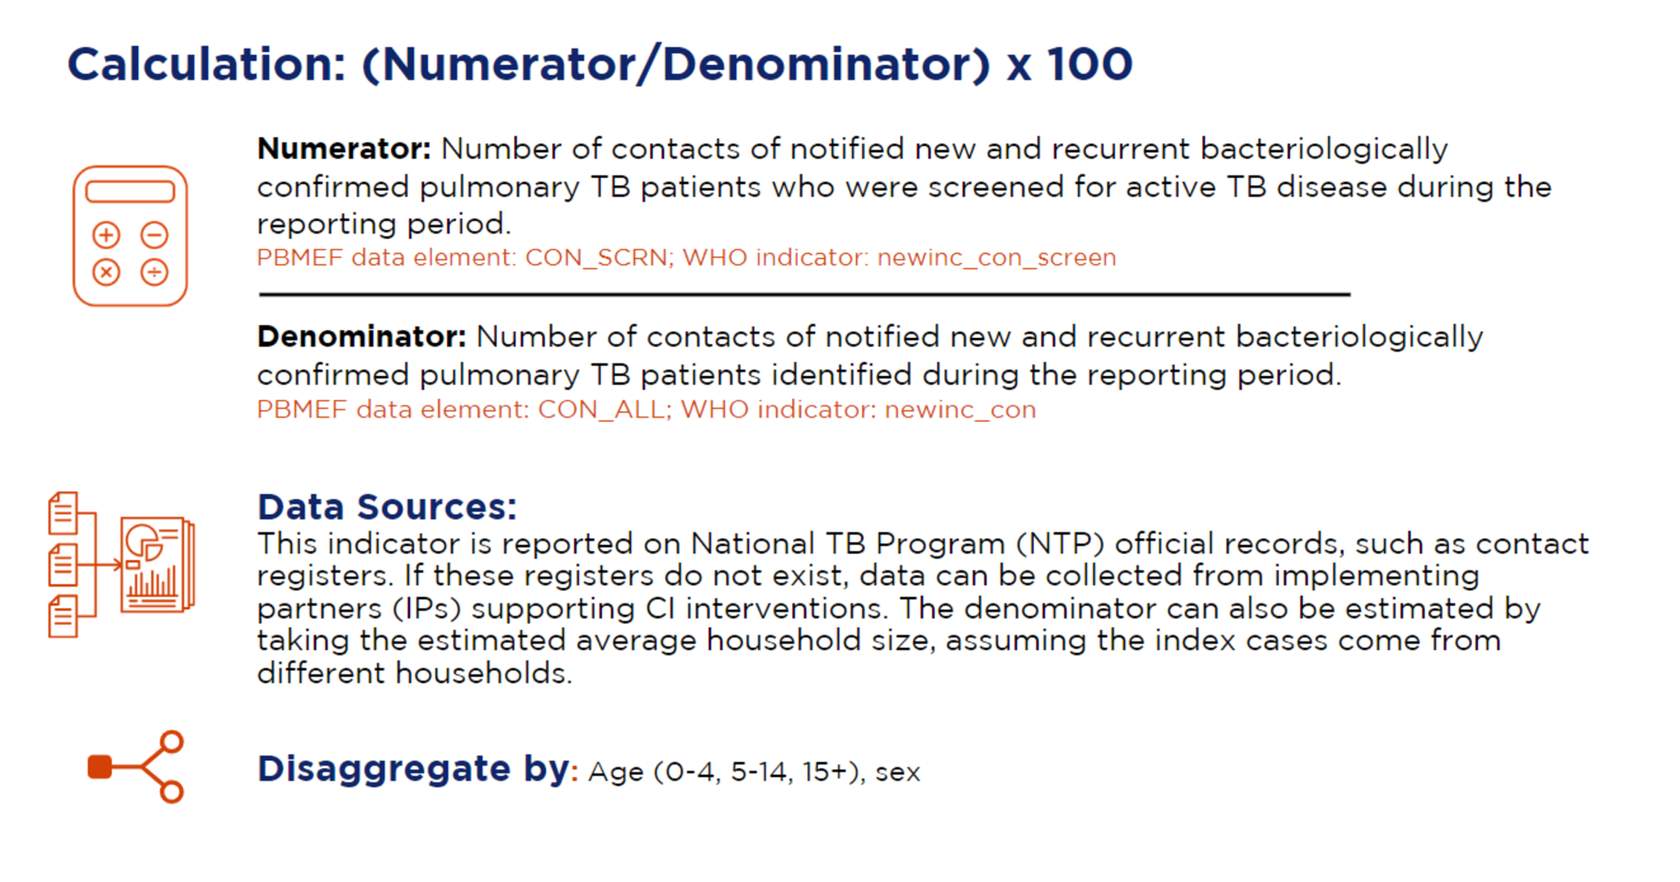 Calculation: (Numerator/Denominator) x 100
Numerator: Number of contacts of notified new and recurrent bacteriologically
confirmed pulmonary TB patients who were screened for active TB disease during the
reporting period.
PBMEF data element: CON_SCRN; WHO indicator: newinc_con_screen
Denominator: Number of contacts of notified new and recurrent bacteriologically
confirmed pulmonary TB patients identified during the reporting period.
PBMEF data element: CON_ALL; WHO indicator: newinc_con
Data Sources:
This indicator is reported on National TB Program (NTP) official records, such as contact
registers. If these registers do not exist, data can be collected from implementing
partners (IPs) supporting CI interventions. The denominator can also be estimated by
taking the estimated average household size, assuming the index cases come from
different households.
Disaggregate by: Age (0-4, 5-14, 15+), sex